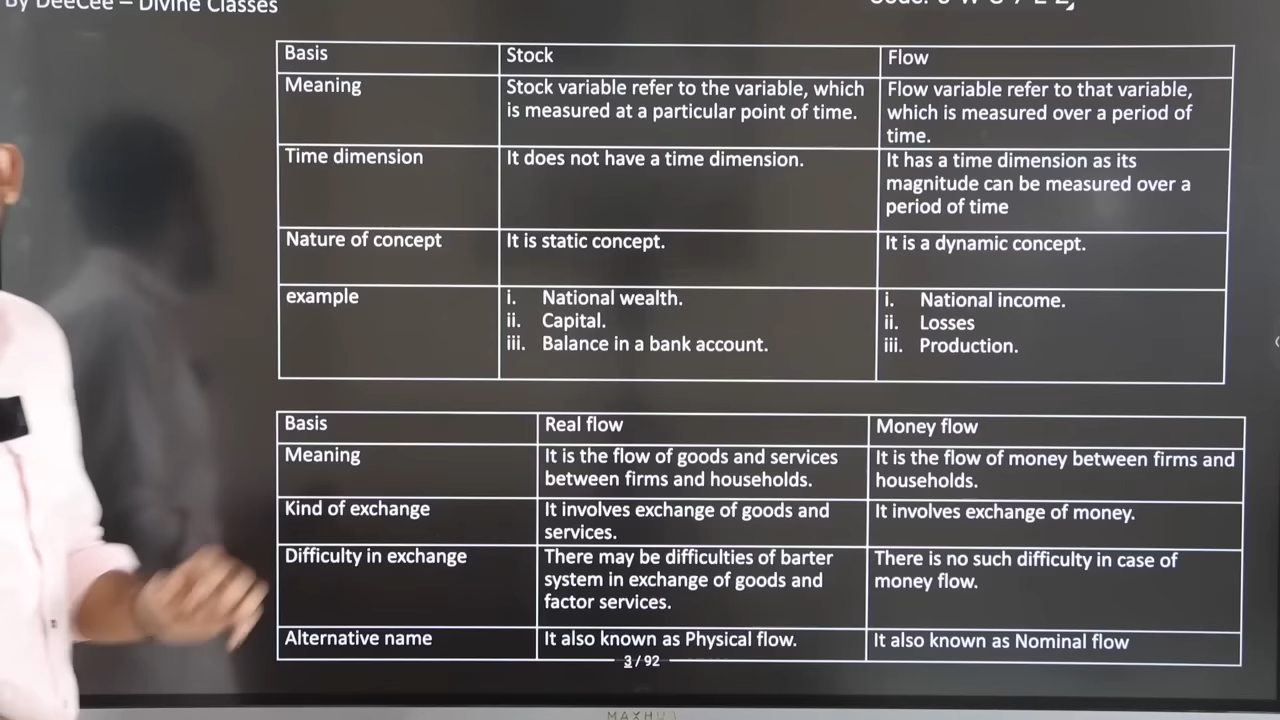 By DeeCee – Divine Classes
Code:
Basis
Stock
Flow
Meaning
Stock variable refer to the variable, which
is measured at a particular point of time.
Flow variable refer to that variable,
which is measured over a period of
time.
Time dimension
It does not have a time dimension.
It has a time dimension as its
magnitude can be measured over a
period of time
Nature of concept
It is static concept.
It is a dynamic concept.
example
i. National wealth.
ii. Capital.
iii. Balance in a bank account.
i. National income.
ii. Losses
iii. Production.
Basis
Real flow
Money flow
Meaning
It is the flow of goods and services
between firms and households.
It is the flow of money between firms and
households.
Kind of exchange
It involves exchange of goods and
services.
It involves exchange of money.
Difficulty in exchange
There may be difficulties of barter
system in exchange of goods and
factor services.
There is no such difficulty in case of
money flow.
Alternative name
It also known as Physical flow.
It also known as Nominal flow
3 / 92